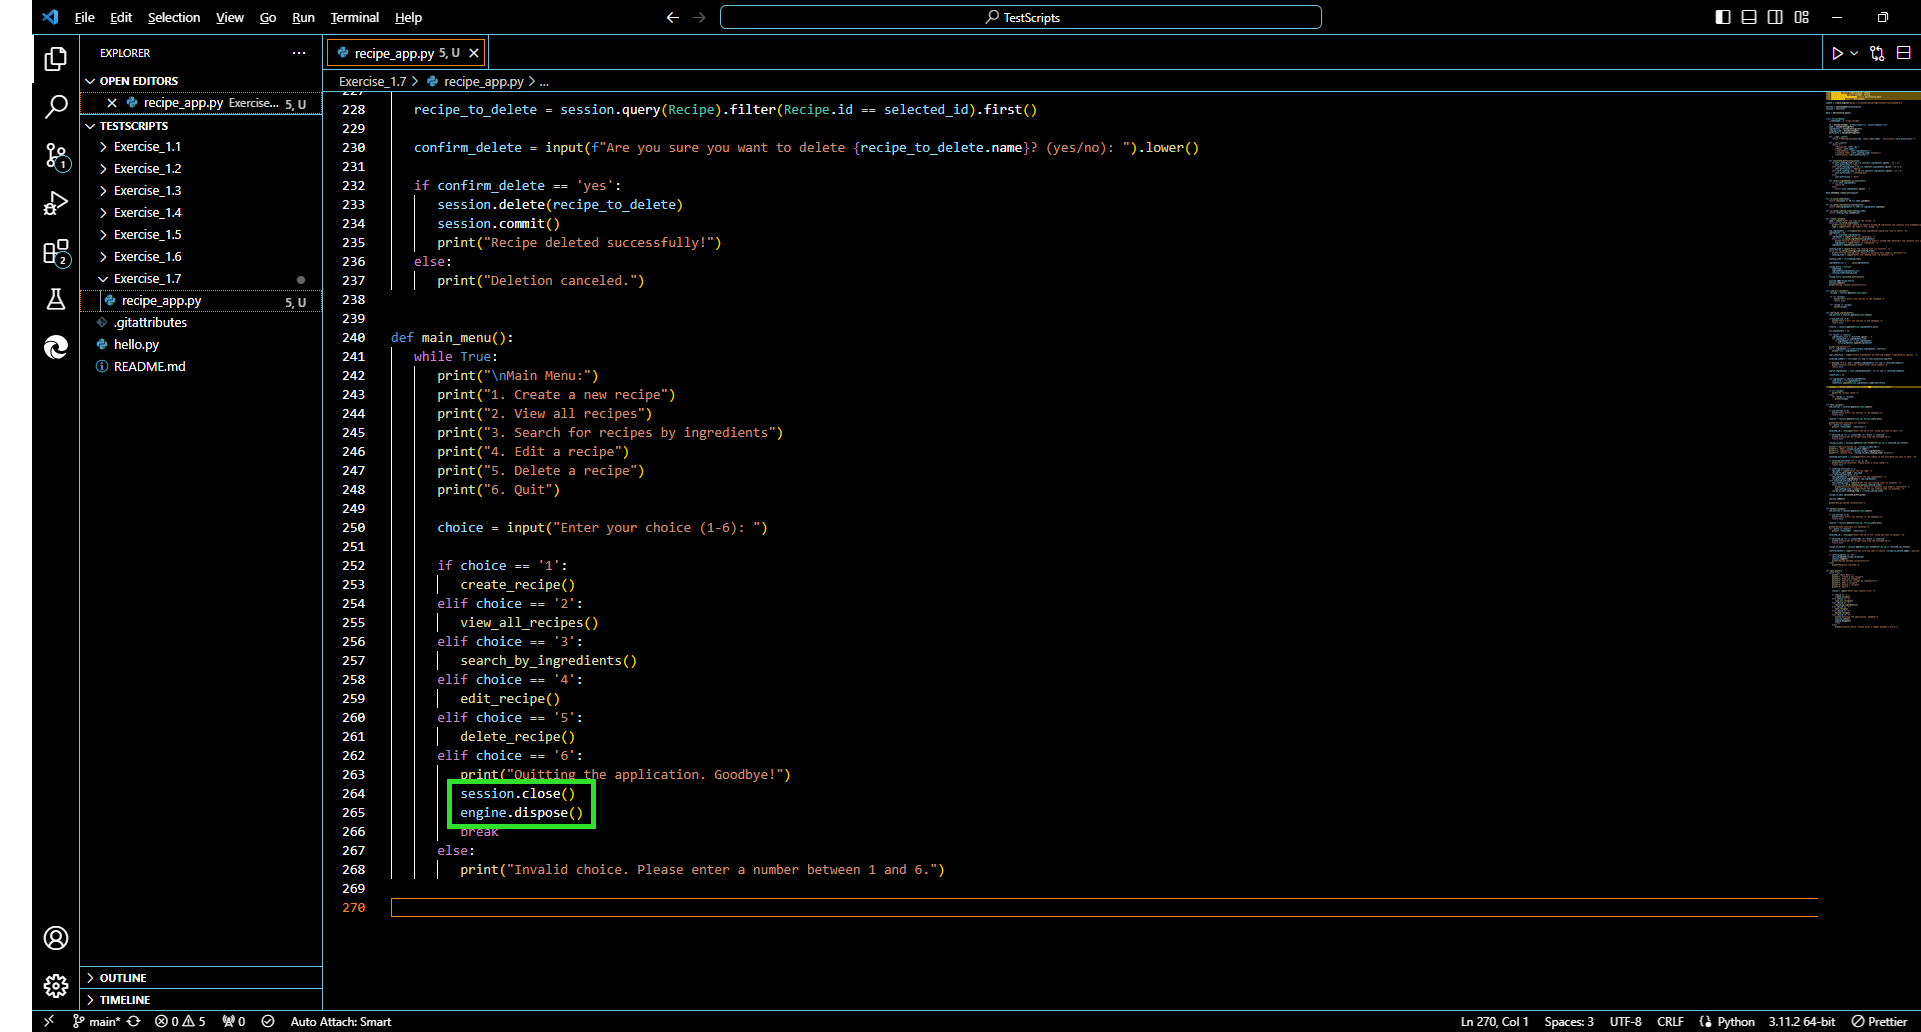 File Edit Selection View Go Run Terminal Help
TestScripts
EXPLORER
recipe_app.py 5, U
OPEN EDITORS
recipe_app.py Exercise... 5, U
TESTSCRIPTS
Exercise_1.1
Exercise_1.2
Exercise_1.3
Exercise_1.4
Exercise_1.5
Exercise_1.6
Exercise_1.7
recipe_app.py 5, U
.gitattributes
hello.py
README.md
OUTLINE
TIMELINE
1
2
Exercise_1.7 > recipe_app.py > ...
227
228 recipe_to_delete = session.query(Recipe).filter(Recipe.id == selected_id).first()
229
230 confirm_delete = input(f"Are you sure you want to delete {recipe_to_delete.name}? (yes/no): ").lower()
231
232 if confirm_delete == 'yes':
233 session.delete(recipe_to_delete)
234 session.commit()
235 print("Recipe deleted successfully!")
236 else:
237 print("Deletion canceled.")
238
239
240 def main_menu():
241 while True:
242 print("\nMain Menu:")
243 print("1. Create a new recipe")
244 print("2. View all recipes")
245 print("3. Search for recipes by ingredients")
246 print("4. Edit a recipe")
247 print("5. Delete a recipe")
248 print("6. Quit")
249
250 choice = input("Enter your choice (1-6): ")
251
252 if choice == '1':
253 create_recipe()
254 elif choice == '2':
255 view_all_recipes()
256 elif choice == '3':
257 search_by_ingredients()
258 elif choice == '4':
259 edit_recipe()
260 elif choice == '5':
261 delete_recipe()
262 elif choice == '6':
263 print("Quitting the application. Goodbye!")
264 session.close()
265 engine.dispose()
266 break
267 else:
268 print("Invalid choice. Please enter a number between 1 and 6.")
269
270
main* 0 5 0 Auto Attach: Smart
Ln 270, Col 1 Spaces: 3 UTF-8 CRLF Python 3.11.2 64-bit Prettier